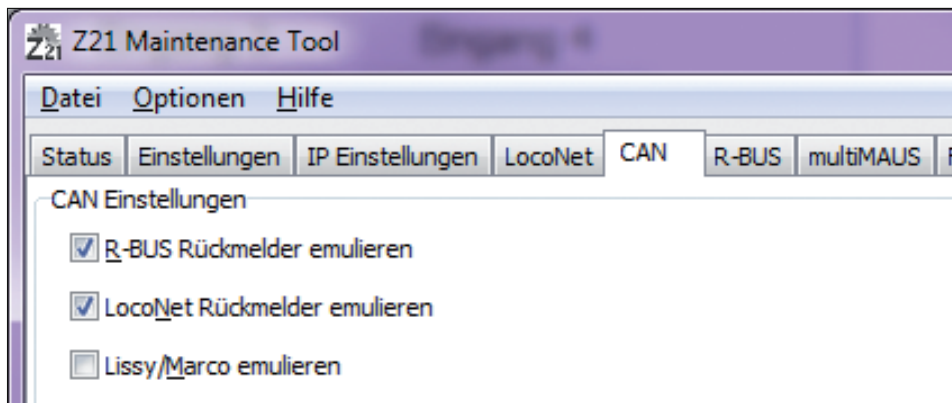 Z21 Maintenance Tool
Datei Optionen Hilfe
Status Einstellungen IP Einstellungen LocoNet CAN R-BUS multiMAUS
CAN Einstellungen
R-BUS Rückmelder emulieren
LocoNet Rückmelder emulieren
Lissy/Marco emulieren